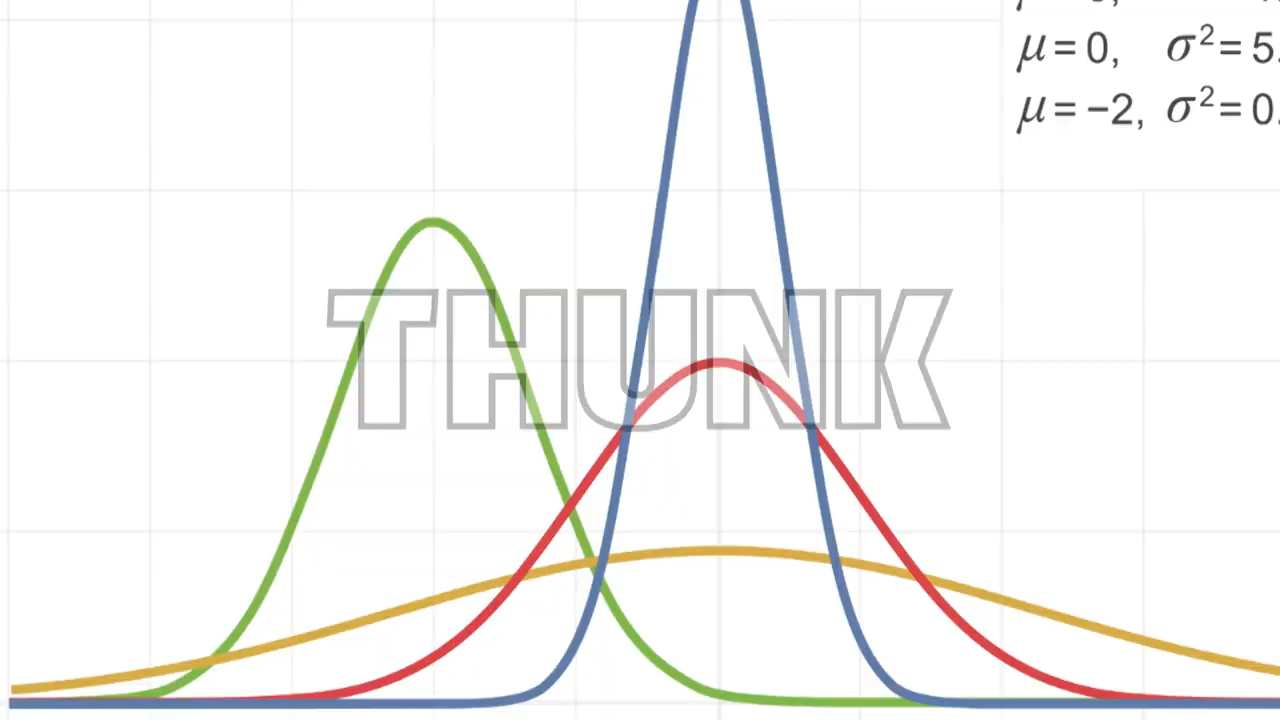 μ = 0, σ² = 5.
μ = −2, σ² = 0.
THUNK